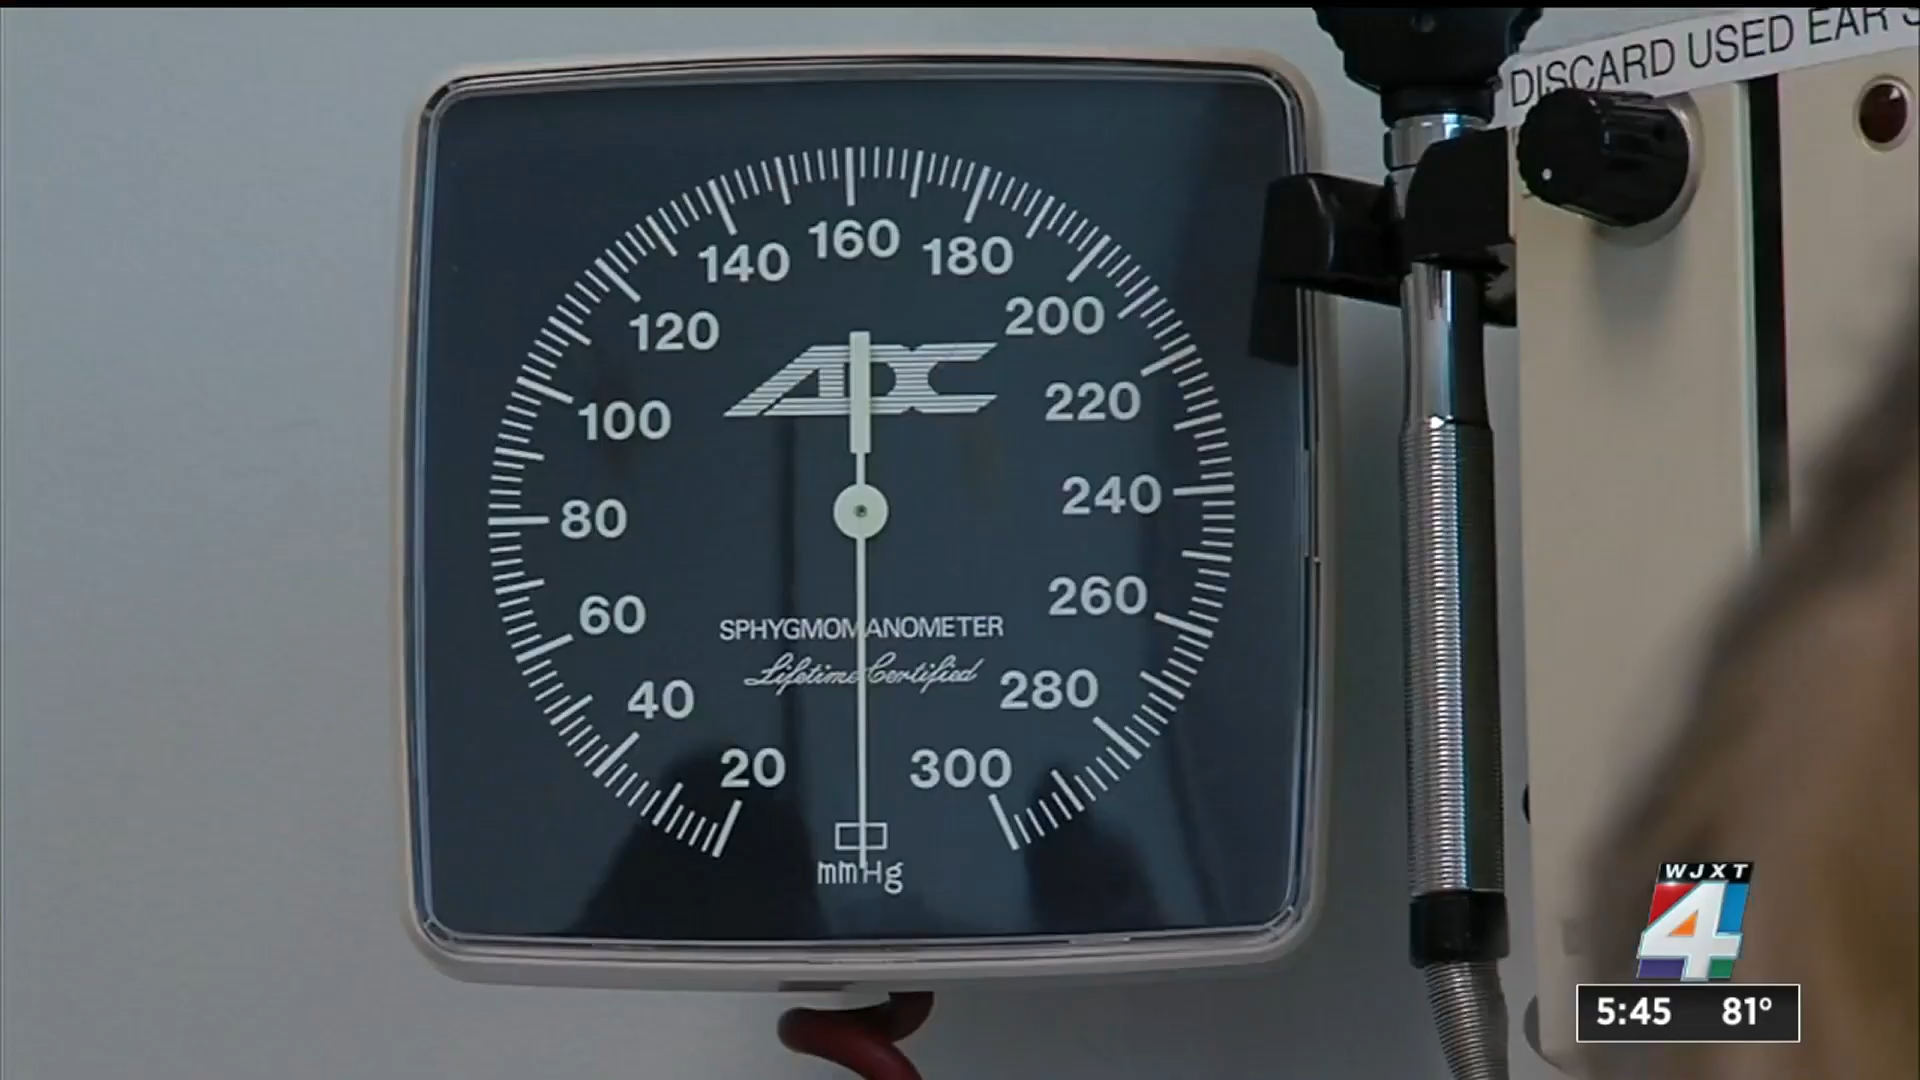 DISCARD USED EAR
160
140
180
120
200
100
220
ADC
80
240
60
260
SPHYGMOMANOMETER
Lifetime Certified
40
280
20
300
mmHg
WJXT
4
5:45 81°